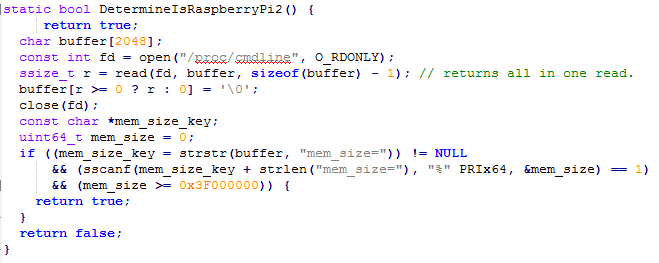 static bool DetermineIsRaspberryPi2() {
return true;
char buffer[2048];
const int fd = open("/proc/cmdline", O_RDONLY);
ssize_t r = read(fd, buffer, sizeof(buffer) - 1); // returns all in one read.
buffer[r >= 0 ? r : 0] = '\0';
close(fd);
const char *mem_size_key;
uint64_t mem_size = 0;
if ((mem_size_key = strstr(buffer, "mem_size=")) != NULL
&& (sscanf(mem_size_key + strlen("mem_size="), "%" PRIx64, &mem_size) == 1)
&& (mem_size >= 0x3F000000)) {
return true;
}
return false;
}